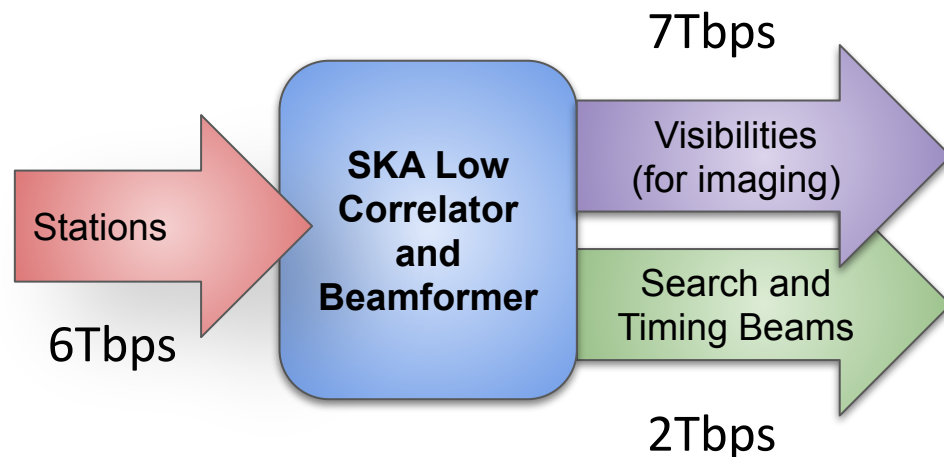 7Tbps
Visibilities
(for imaging)
SKA Low
Correlator
and
Beamformer
Stations
6Tbps
Search and
Timing Beams
2Tbps